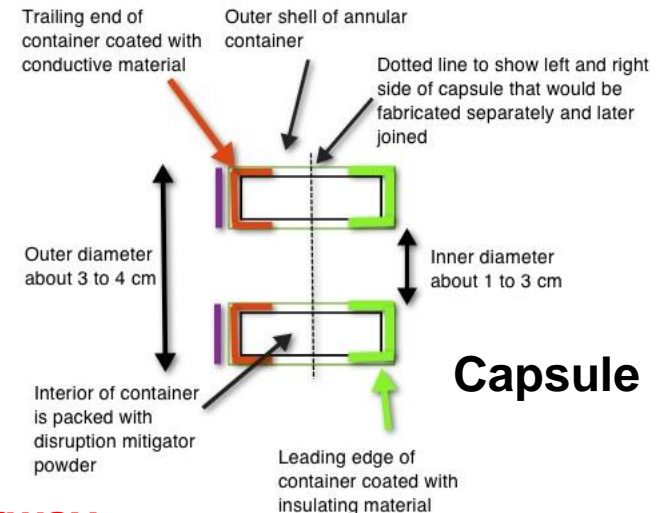 Trailing end of
container coated with
conductive material
Outer shell of annular
container
Dotted line to show left and right
side of capsule that would be
fabricated separately and later
joined
Outer diameter
about 3 to 4 cm
Inner diameter
about 1 to 3 cm
Capsule
Interior of container
is packed with
disruption mitigator
powder
Leading edge of
container coated with
insulating material